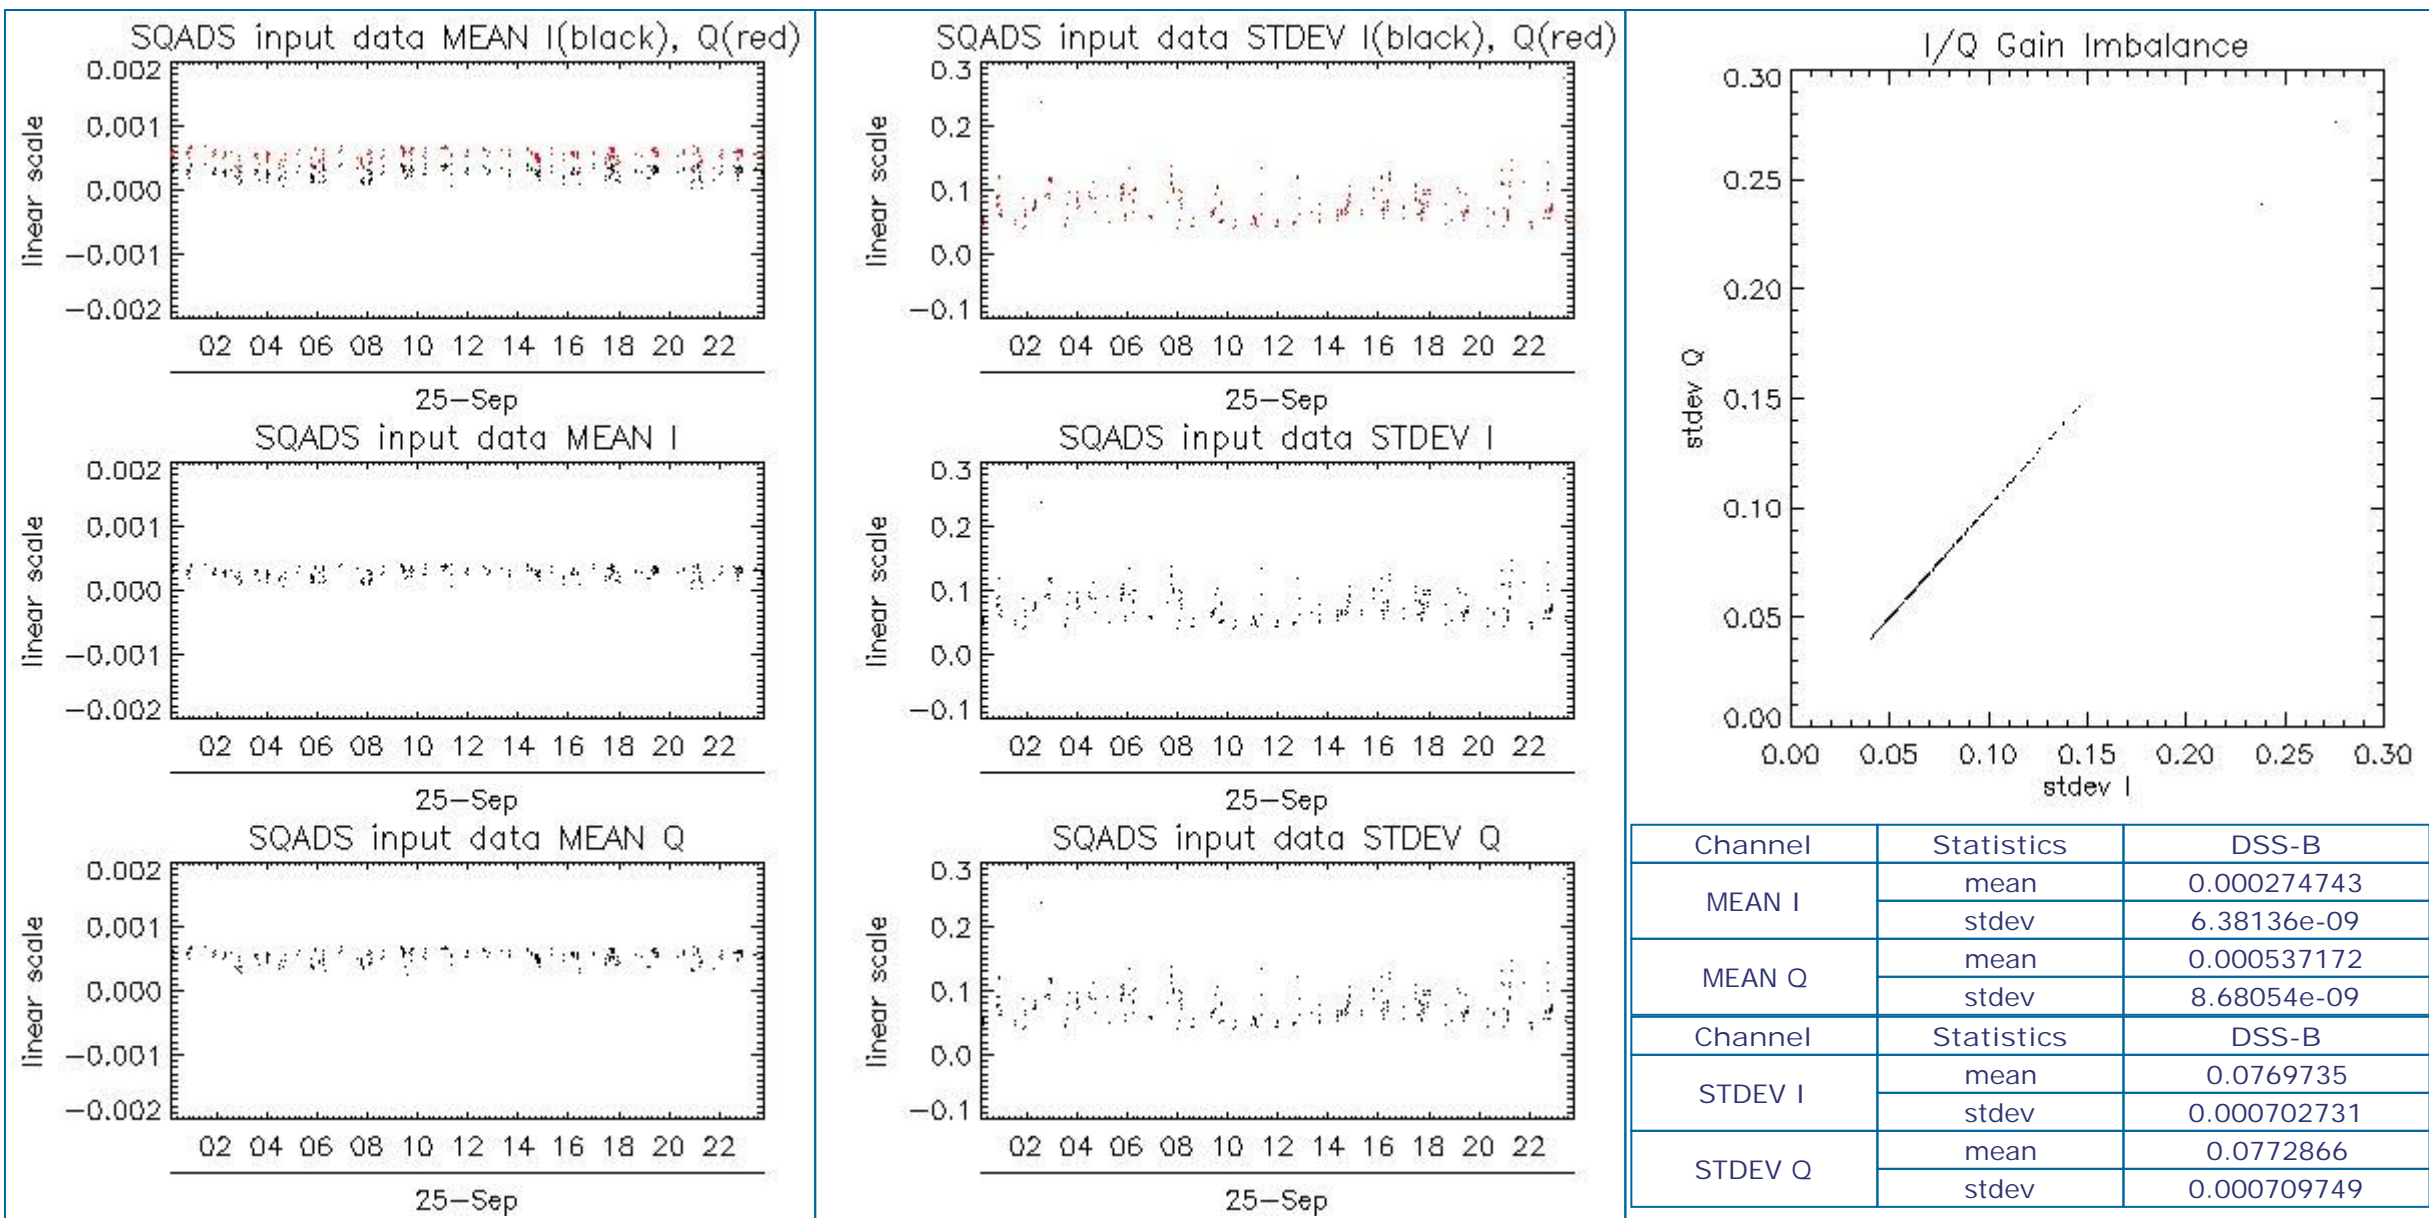 SQADS input data MEAN I(black), Q(red)
0.002
0.001
0.000
−0.001
−0.002
linear scale
02 04 06 08 10 12 14 16 18 20 22
25−Sep
SQADS input data MEAN I
0.002
0.001
0.000
−0.001
−0.002
linear scale
02 04 06 08 10 12 14 16 18 20 22
25−Sep
SQADS input data MEAN Q
0.002
0.001
0.000
−0.001
−0.002
linear scale
02 04 06 08 10 12 14 16 18 20 22
25−Sep
SQADS input data STDEV I(black), Q(red)
0.3
0.2
0.1
0.0
−0.1
linear scale
02 04 06 08 10 12 14 16 18 20 22
25−Sep
SQADS input data STDEV I
0.3
0.2
0.1
0.0
−0.1
linear scale
02 04 06 08 10 12 14 16 18 20 22
25−Sep
SQADS input data STDEV Q
0.3
0.2
0.1
0.0
−0.1
linear scale
02 04 06 08 10 12 14 16 18 20 22
25−Sep
I/Q Gain Imbalance
0.30
0.25
0.20
0.15
0.10
0.05
0.00
stdev Q
0.00 0.05 0.10 0.15 0.20 0.25 0.30
stdev I
Channel Statistics DSS-B
MEAN I mean 0.000274743
stdev 6.38136e-09
MEAN Q mean 0.000537172
stdev 8.68054e-09
Channel Statistics DSS-B
STDEV I mean 0.0769735
stdev 0.000702731
STDEV Q mean 0.0772866
stdev 0.000709749